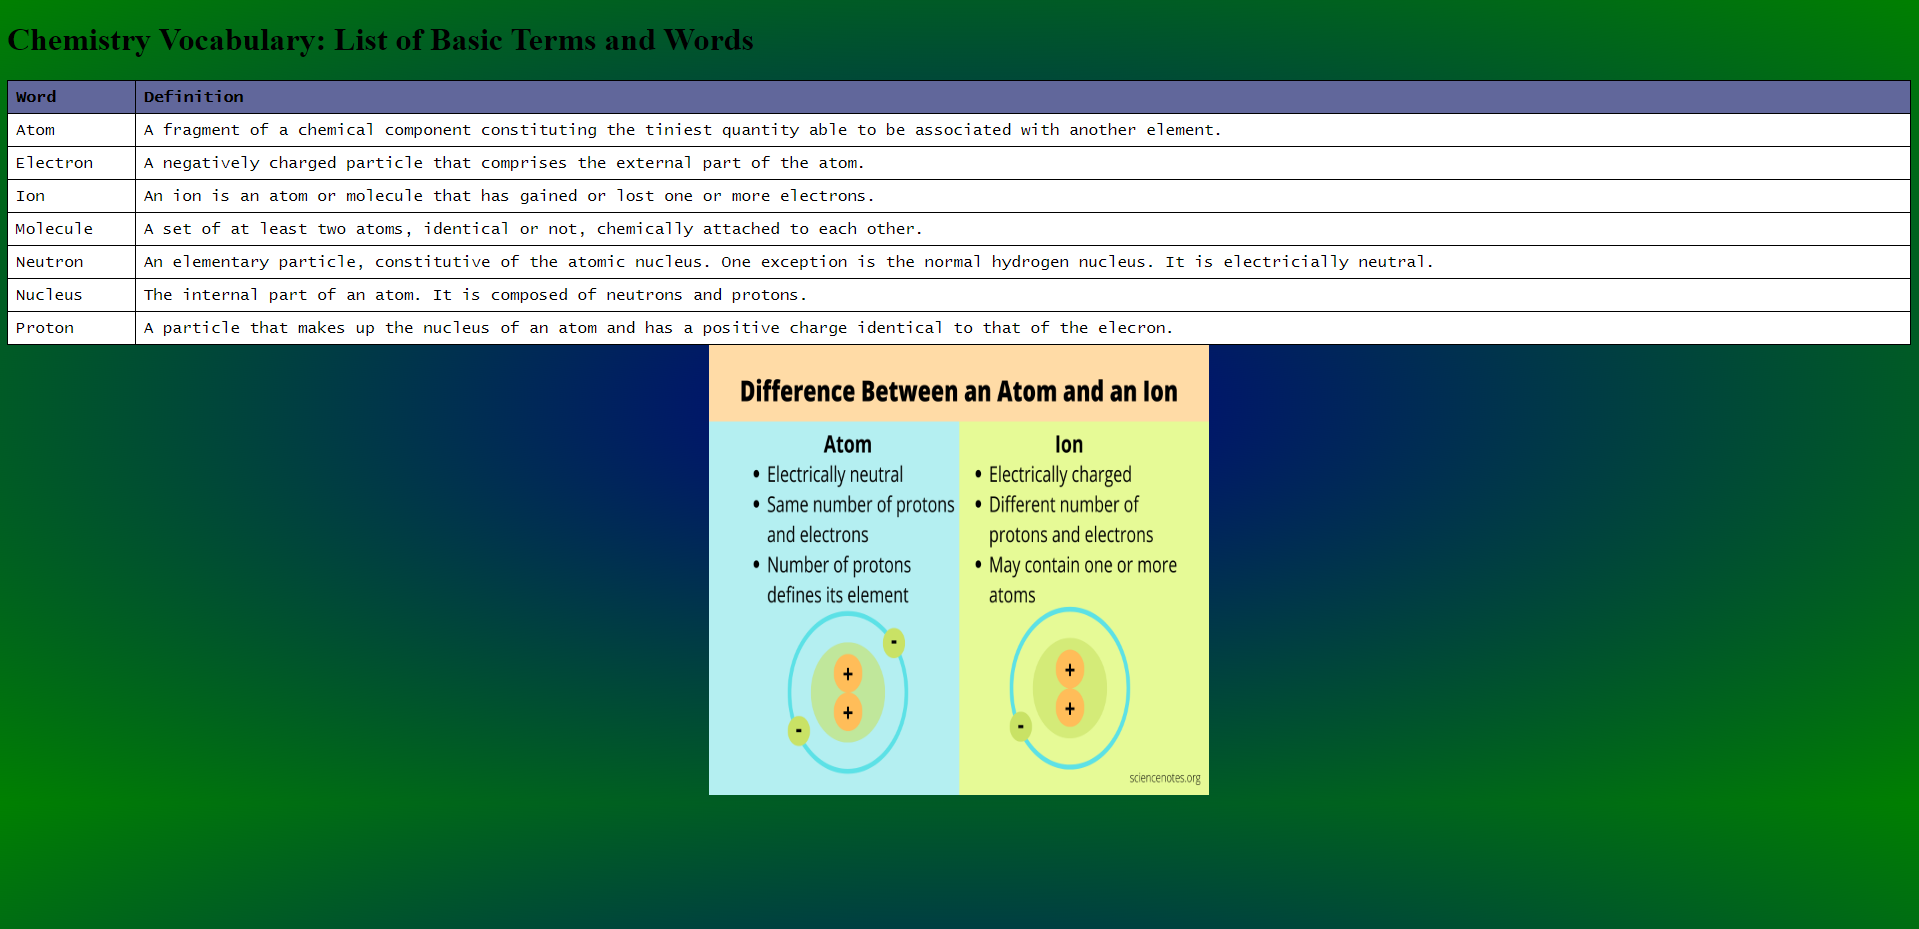 Chemistry Vocabulary: List of Basic Terms and Words
Word Definition
Atom A fragment of a chemical component constituting the tiniest quantity able to be associated with another element.
Electron A negatively charged particle that comprises the external part of the atom.
Ion An ion is an atom or molecule that has gained or lost one or more electrons.
Molecule A set of at least two atoms, identical or not, chemically attached to each other.
Neutron An elementary particle, constitutive of the atomic nucleus. One exception is the normal hydrogen nucleus. It is electricially neutral.
Nucleus The internal part of an atom. It is composed of neutrons and protons.
Proton A particle that makes up the nucleus of an atom and has a positive charge identical to that of the elecron.
Difference Between an Atom and an Ion
Atom
• Electrically neutral
• Same number of protons
and electrons
• Number of protons
defines its element
-
+
+
-
Ion
• Electrically charged
• Different number of
protons and electrons
• May contain one or more
atoms
+
+
-
sciencenotes.org